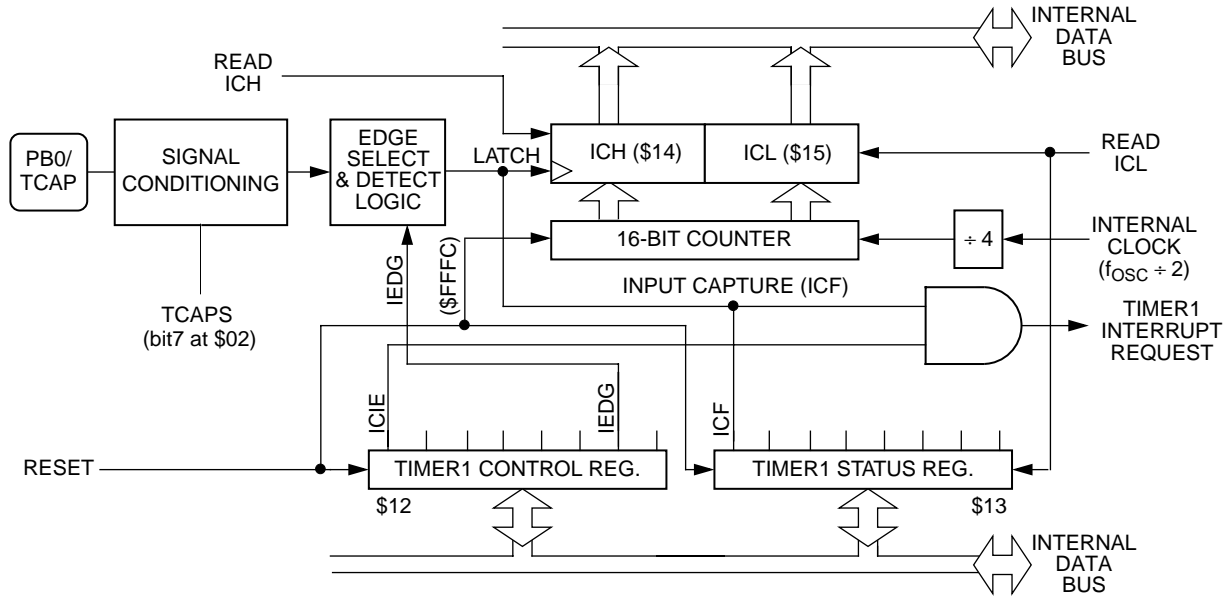 INTERNAL
DATA
BUS
READ
ICH
PB0/
TCAP
SIGNAL
CONDITIONING
EDGE
SELECT
& DETECT
LOGIC
LATCH
ICH ($14)
ICL ($15)
READ
ICL
16-BIT COUNTER
÷ 4
INTERNAL
CLOCK
(fOSC ÷ 2)
IEDG
($FFFC)
INPUT CAPTURE (ICF)
TCAPS
(bit7 at $02)
TIMER1
INTERRUPT
REQUEST
ICIE
IEDG
ICF
RESET
TIMER1 CONTROL REG.
TIMER1 STATUS REG.
$12
$13
INTERNAL
DATA
BUS